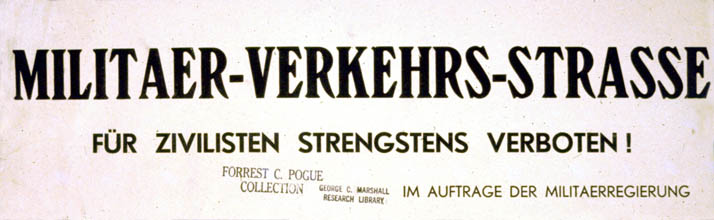 MILITAER-VERKEHRS-STRASSE
FÜR ZIVILISTEN STRENGSTENS VERBOTEN!
FORREST C. POGUE
COLLECTION
GEORGE C. MARSHALL
RESEARCH LIBRARY
IM AUFTRAGE DER MILITAERREGIERUNG